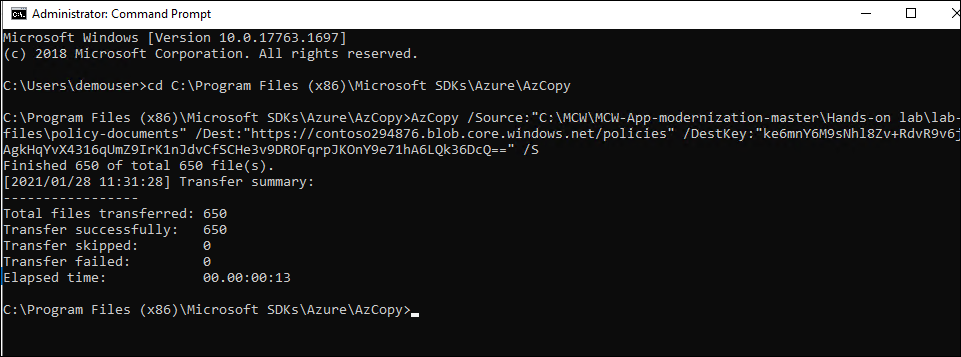 Administrator: Command Prompt
Microsoft Windows [Version 10.0.17763.1697]
(c) 2018 Microsoft Corporation. All rights reserved.
C:\Users\demouser>cd C:\Program Files (x86)\Microsoft SDKs\Azure\AzCopy
C:\Program Files (x86)\Microsoft SDKs\Azure\AzCopy>AzCopy /Source:"C:\MCW\MCW-App-modernization-master\Hands-on lab\lab-
files\policy-documents" /Dest:"https://contoso294876.blob.core.windows.net/policies" /DestKey:"ke6mnY6M9sNhl8Zv+RdvR9v6j
AgkHqYvX4316qUmZ9IrK1nJdvCfSCHe3v9DROFqrpJKOnY9e71hA6LQk36DcQ==" /S
Finished 650 of total 650 file(s).
[2021/01/28 11:31:28] Transfer summary:
-----------------
Total files transferred: 650
Transfer successfully:   650
Transfer skipped:        0
Transfer failed:         0
Elapsed time:            00.00:00:13
C:\Program Files (x86)\Microsoft SDKs\Azure\AzCopy>